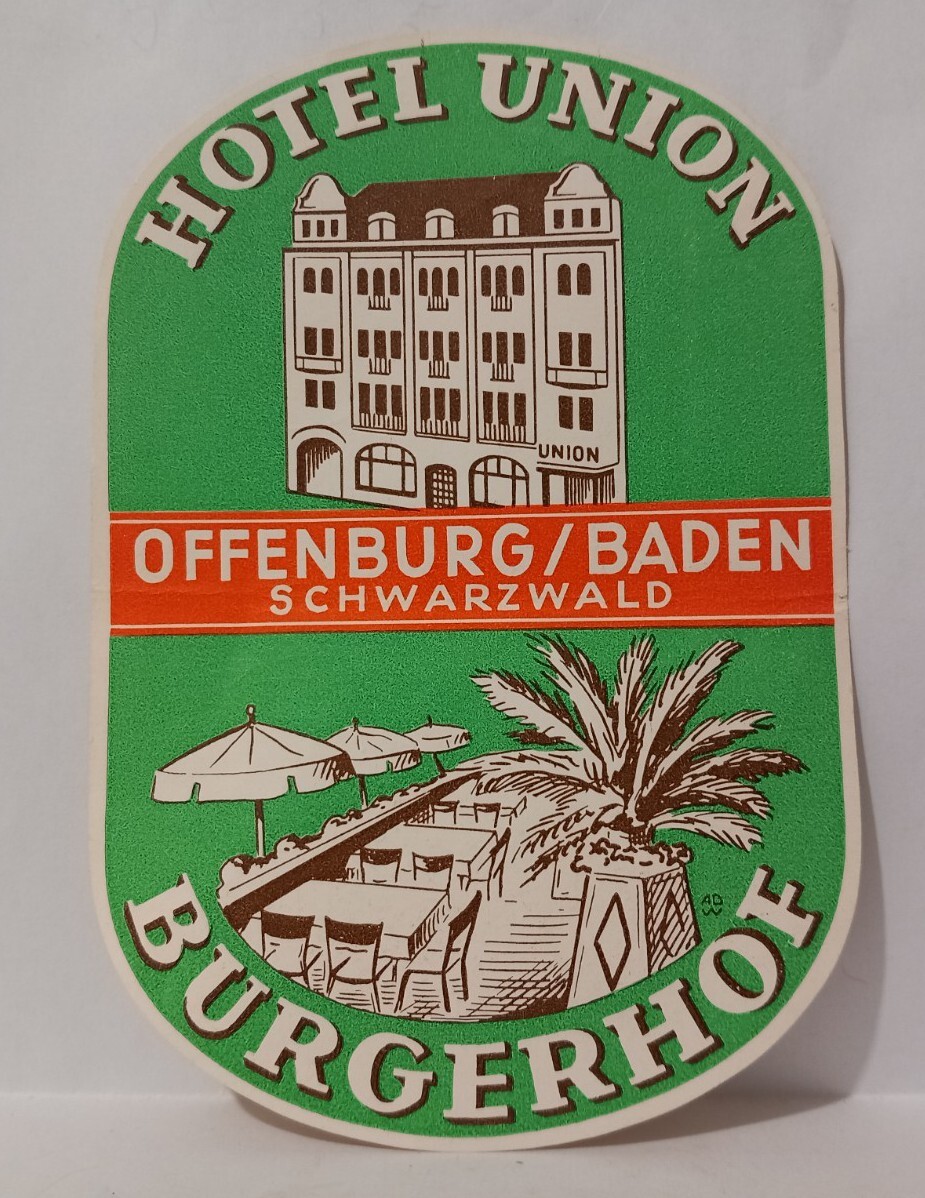 HOTEL UNION
UNION
OFFENBURG/BADEN
SCHWARZWALD
BURGERHOF